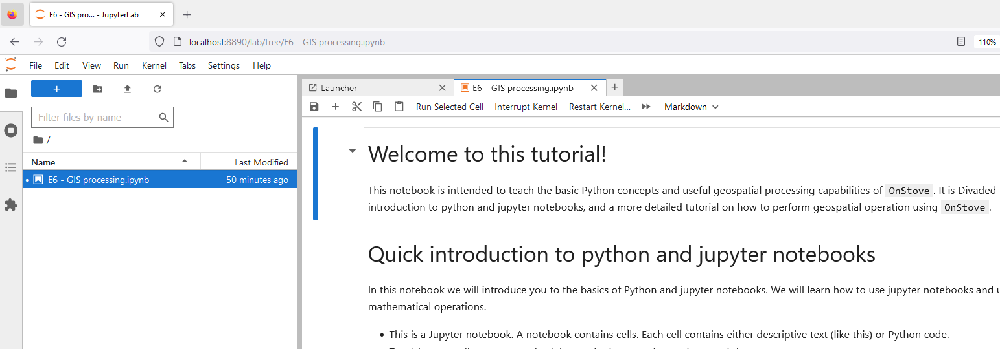 E6 - GIS pro... - JupyterLab
localhost:8890/lab/tree/E6 - GIS processing.ipynb
110%
File Edit View Run Kernel Tabs Settings Help
Filter files by name
/
Name Last Modified
E6 - GIS processing.ipynb 50 minutes ago
Launcher
E6 - GIS processing.ipynb
Run Selected Cell Interrupt Kernel Restart Kernel... Markdown
Welcome to this tutorial!
This notebook is inttended to teach the basic Python concepts and useful geospatial processing capabilities of OnStove. It is Divaded
introduction to python and jupyter notebooks, and a more detailed tutorial on how to perform geospatial operation using OnStove.
Quick introduction to python and jupyter notebooks
In this notebook we will introduce you to the basics of Python and jupyter notebooks. We will learn how to use jupyter notebooks and
mathematical operations.
• This is a Jupyter notebook. A notebook contains cells. Each cell contains either descriptive text (like this) or Python code.